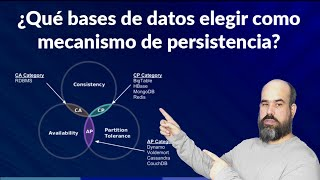 ¿Qué bases de datos elegir como
mecanismo de persistencia?
CA Category
RDBMS
CP Category
BigTable
HBase
MongoDB
Redis
Consistency
CA
CP
Availability
AP
Partition
Tolerance
AP Category
Dynamo
Voldemort
Cassandra
CouchDB